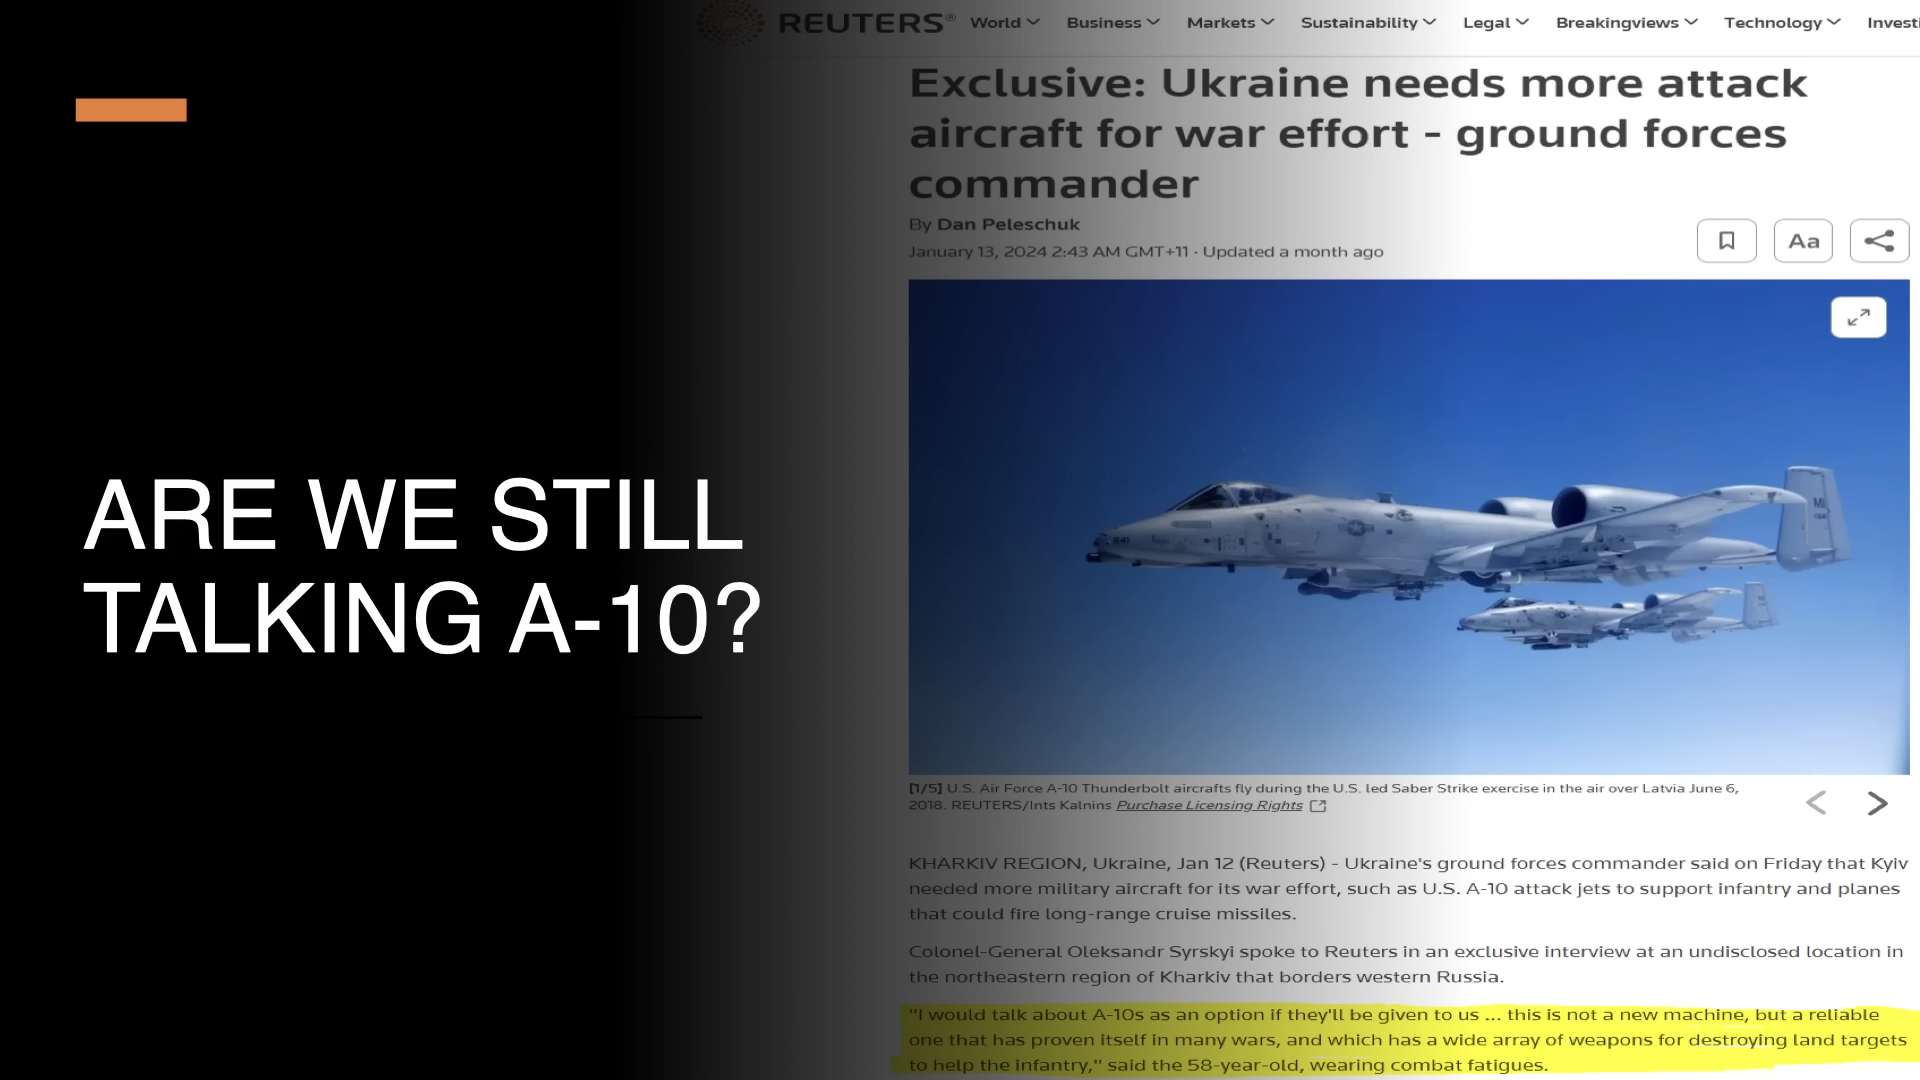 REUTERS®
World Business Markets Sustainability Legal Breakingviews Technology Investi
Exclusive: Ukraine needs more attack
aircraft for war effort - ground forces
commander
By Dan Peleschuk
January 13, 2024 2:43 AM GMT+11 · Updated a month ago
Aa
ARE WE STILL
TALKING A-10?
[1/5] U.S. Air Force A-10 Thunderbolt aircrafts fly during the U.S. led Saber Strike exercise in the air over Latvia June 6,
2018. REUTERS/Ints Kalnins Purchase Licensing Rights
KHARKIV REGION, Ukraine, Jan 12 (Reuters) - Ukraine's ground forces commander said on Friday that Kyiv
needed more military aircraft for its war effort, such as U.S. A-10 attack jets to support infantry and planes
that could fire long-range cruise missiles.
Colonel-General Oleksandr Syrskyi spoke to Reuters in an exclusive interview at an undisclosed location in
the northeastern region of Kharkiv that borders western Russia.
"I would talk about A-10s as an option if they'll be given to us ... this is not a new machine, but a reliable
one that has proven itself in many wars, and which has a wide array of weapons for destroying land targets
to help the infantry," said the 58-year-old, wearing combat fatigues.